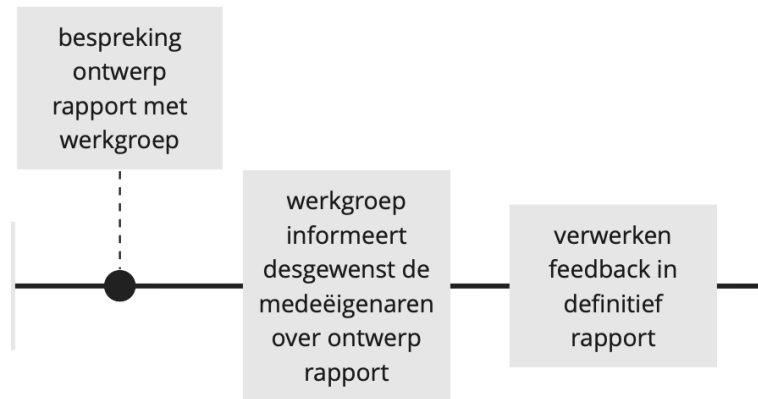 bespreking
ontwerp
rapport met
werkgroep
werkgroep
informeert
desgewenst de
medeëigenaren
over ontwerp
rapport
verwerken
feedback in
definitief
rapport